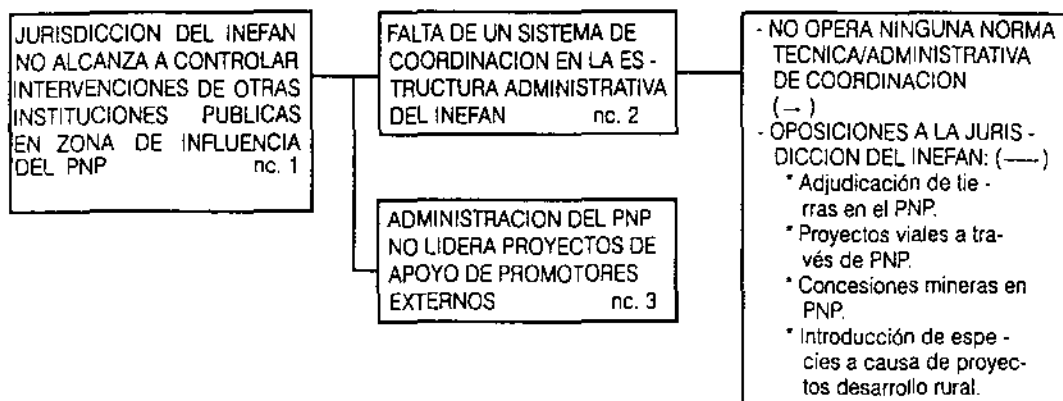 JURISDICCION DEL INEFAN
NO ALCANZA A CONTROLAR
INTERVENCIONES DE OTRAS
INSTITUCIONES PUBLICAS
EN ZONA DE INFLUENCIA
DEL PNP nc. 1
FALTA DE UN SISTEMA DE
COORDINACION EN LA ES -
TRUCTURA ADMINISTRATIVA
DEL INEFAN nc. 2
ADMINISTRACION DEL PNP
NO LIDERA PROYECTOS DE
APOYO DE PROMOTORES
EXTERNOS nc. 3
- NO OPERA NINGUNA NORMA
TECNICA/ADMINISTRATIVA
DE COORDINACION
(→)
- OPOSICIONES A LA JURIS -
DICCION DEL INEFAN: (—-)
* Adjudicación de tie -
rras en el PNP.
* Proyectos viales a tra-
vés de PNP.
* Concesiones mineras en
PNP.
* Introducción de espe -
cies a causa de proyec-
tos desarrollo rural.